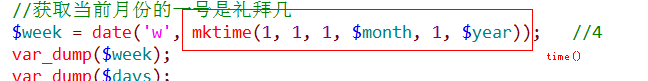 //获取当前月份的一号是礼拜几
$week = date('w', mktime(1, 1, 1, $month, 1, $year)); //4
var_dump($week);
time()
var_dump($days);